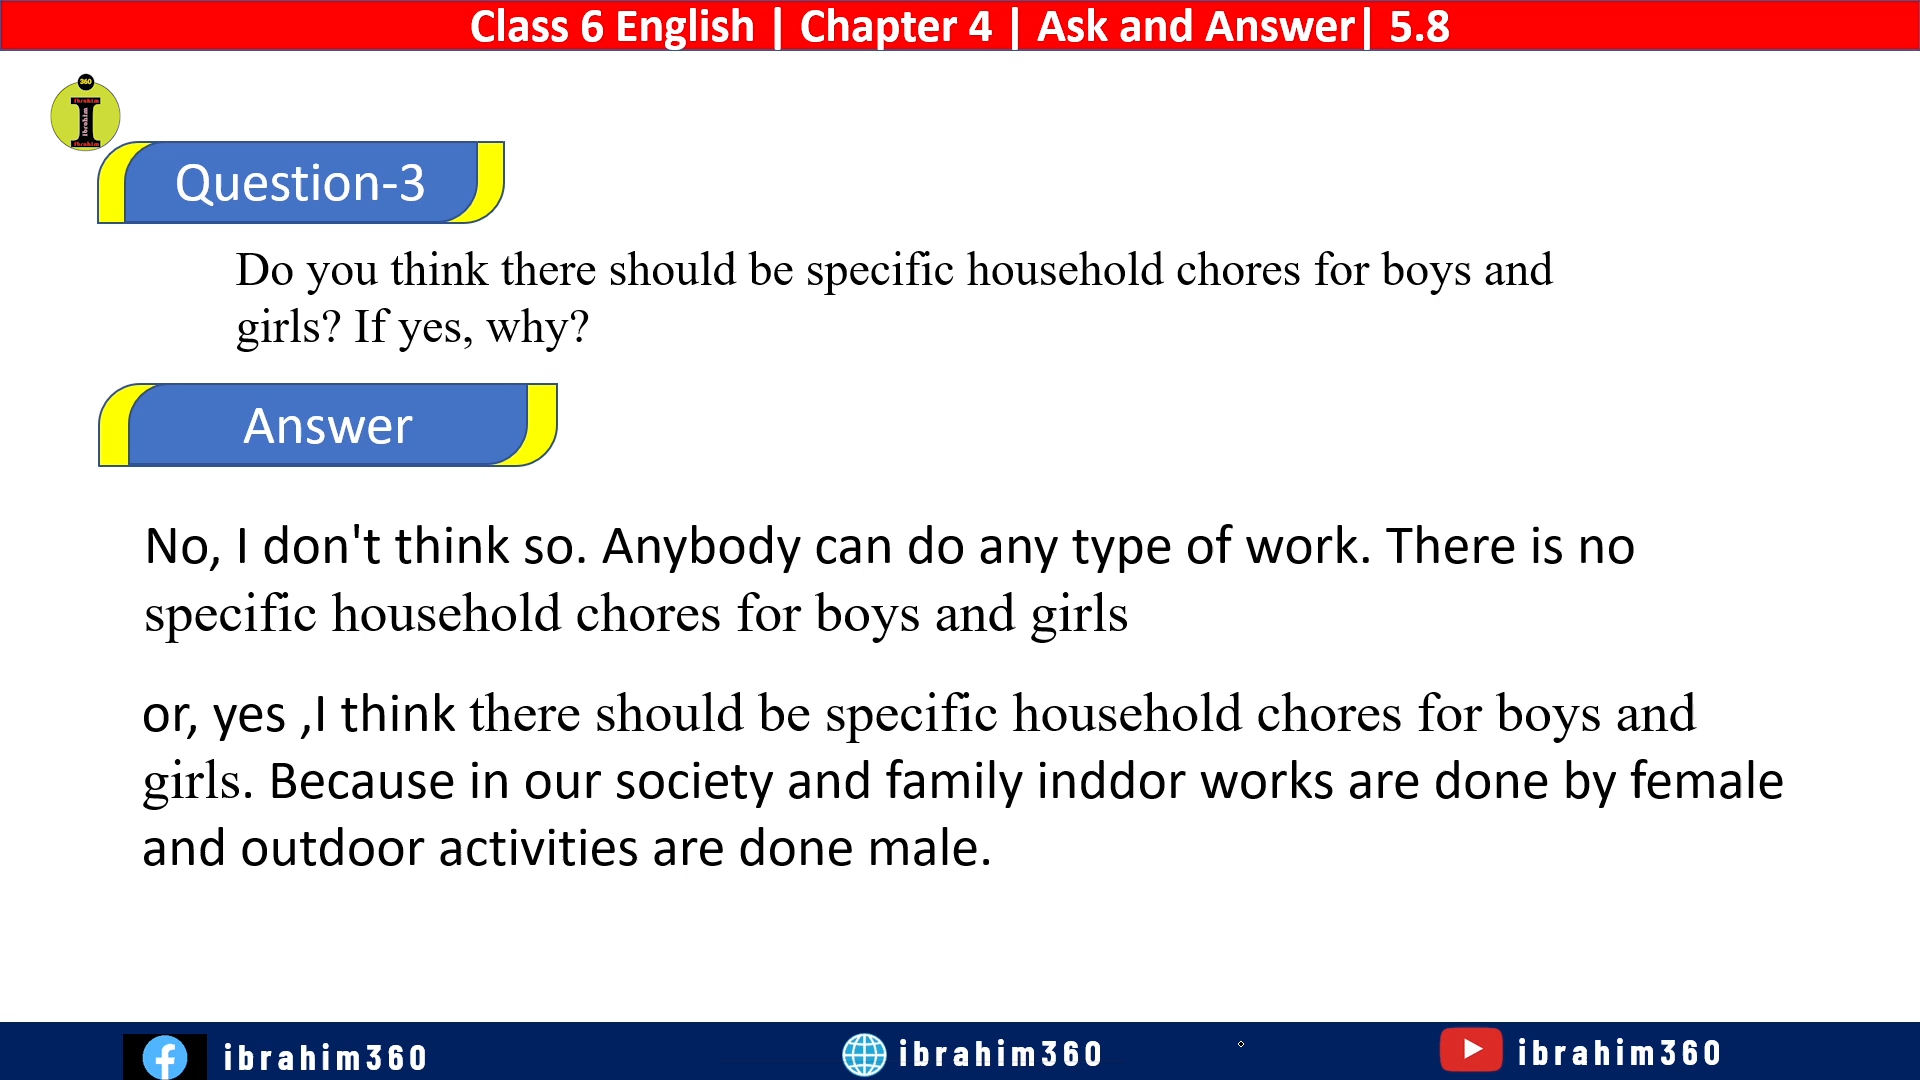 Class 6 English | Chapter 4 | Ask and Answer| 5.8
360
Ibrahim
Ibrahim
Ibrahim
Question-3
Do you think there should be specific household chores for boys and
girls? If yes, why?
Answer
No, I don't think so. Anybody can do any type of work. There is no
specific household chores for boys and girls
or, yes ,I think there should be specific household chores for boys and
girls. Because in our society and family inddor works are done by female
and outdoor activities are done male.
ibrahim360
ibrahim360
ibrahim360